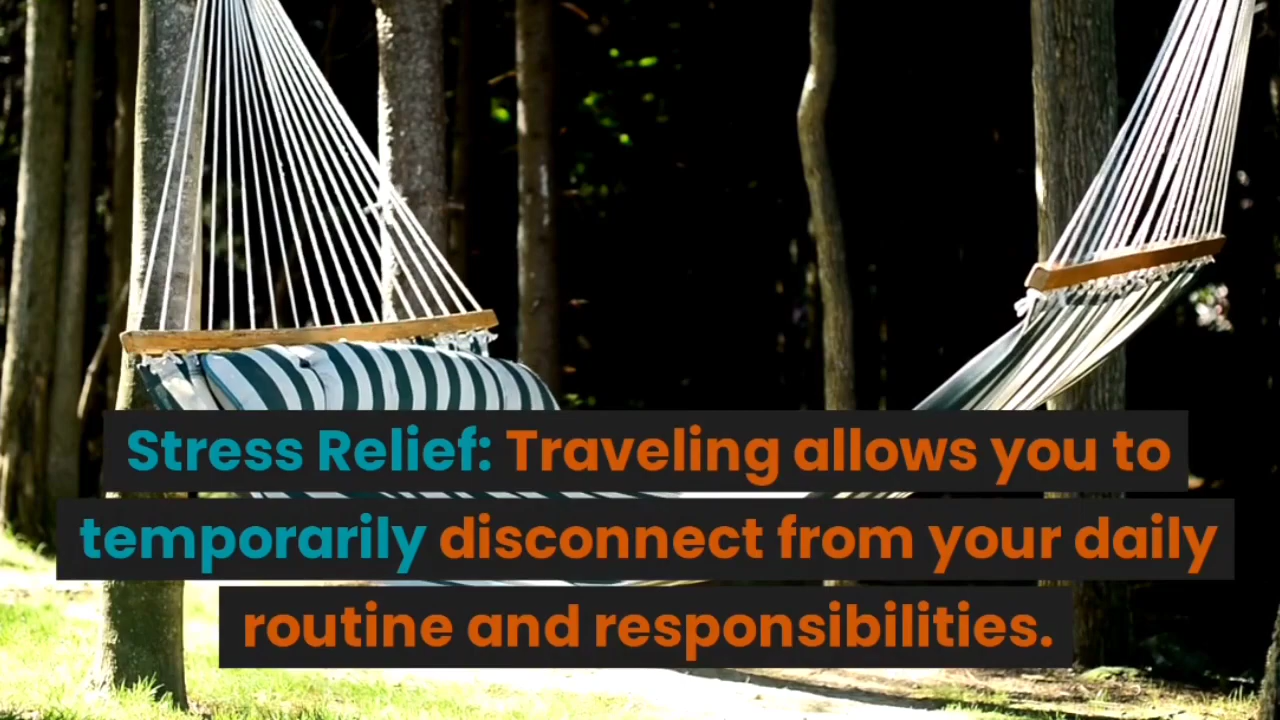 Stress Relief: Traveling allows you to
temporarily disconnect from your daily
routine and responsibilities.